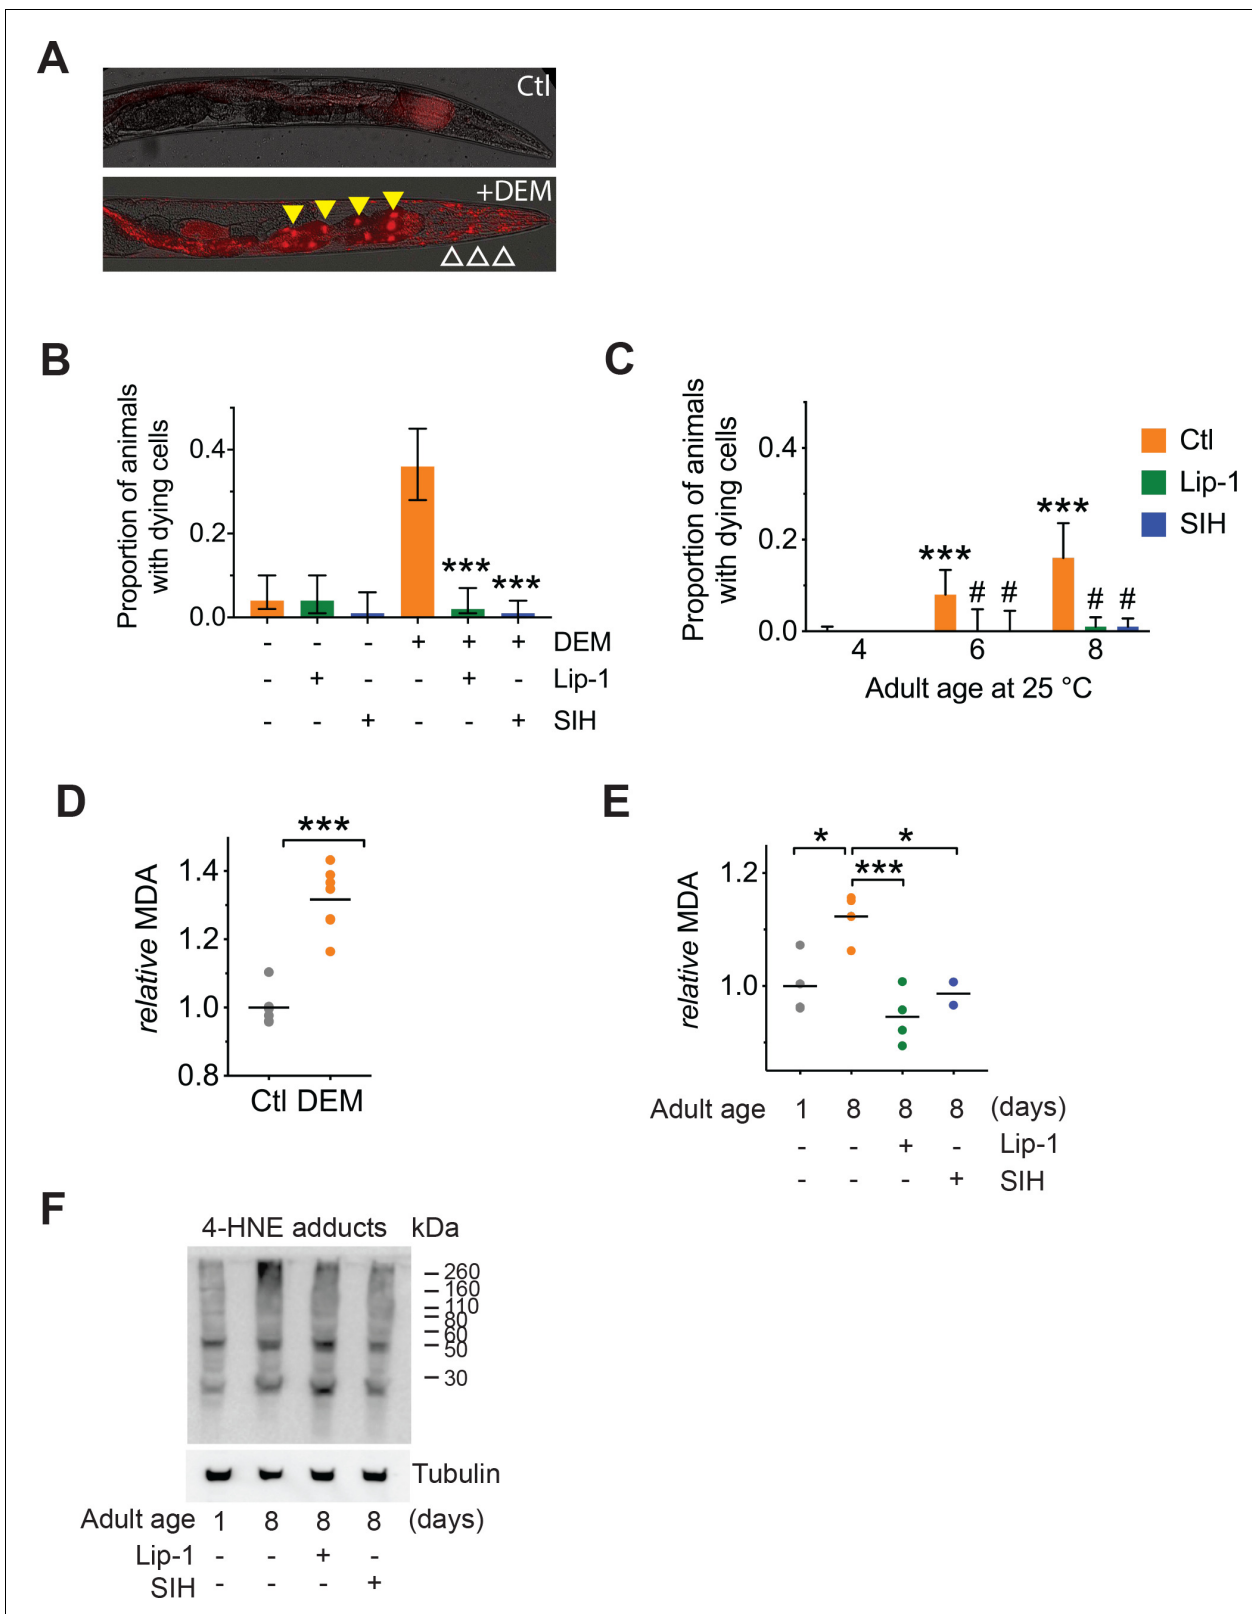 A
Ctl
+DEM
B
Proportion of animals
with dying cells
0.4
0.2
0.0
*** ***
- - - + + + DEM
- + - - + - Lip-1
- - + - - + SIH
C
Proportion of animals
with dying cells
0.4
0.2
0.0
*** # # *** # #
4 6 8
Adult age at 25 °C
Ctl
Lip-1
SIH
D
relative MDA
1.4
1.2
1.0
0.8
***
Ctl DEM
E
relative MDA
1.2
1.0
* *
***
Adult age 1 8 8 8 (days)
- - + - Lip-1
- - - + SIH
F
4-HNE adducts kDa
260
160
110
80
60
50
30
Tubulin
Adult age 1 8 8 8 (days)
Lip-1 - - + -
SIH - - - +